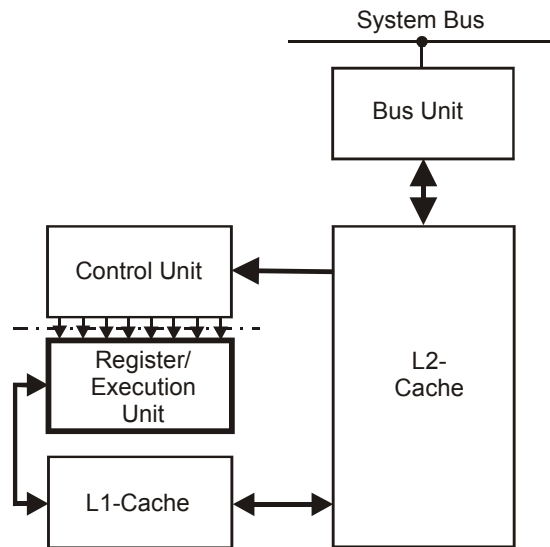 System Bus
Bus Unit
Control Unit
Register/
Execution
Unit
L2-
Cache
L1-Cache